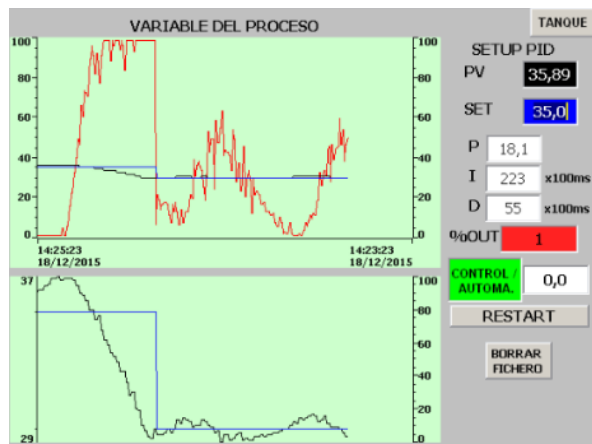 VARIABLE DEL PROCESO
TANQUE
100
80
60
40
20
0
100
80
60
40
20
0
14:25:23
18/12/2015
14:23:23
18/12/2015
37
29
100
80
60
40
20
0
SETUP PID
PV 35,89
SET 35,0
P 18,1
I 223 x100ms
D 55 x100ms
%OUT 1
CONTROL /
AUTOMA.
0,0
RESTART
BORRAR
FICHERO